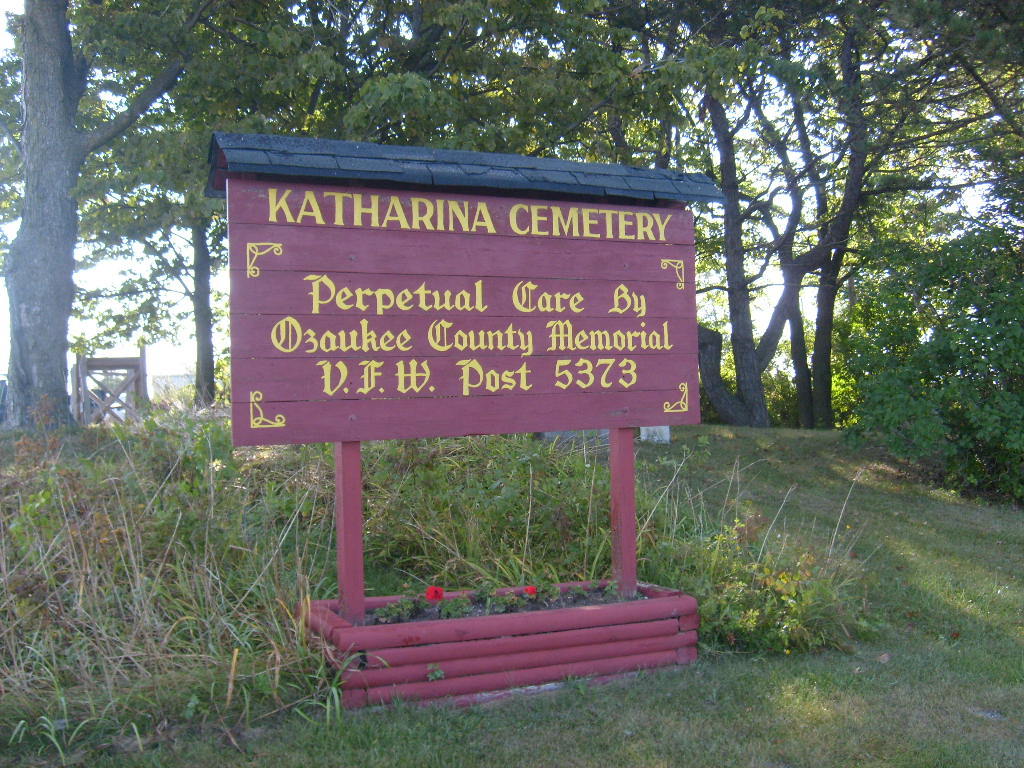 KATHARINA CEMETERY
Perpetual Care By
Ozaukee County Memorial
V.F.W. Post 5373